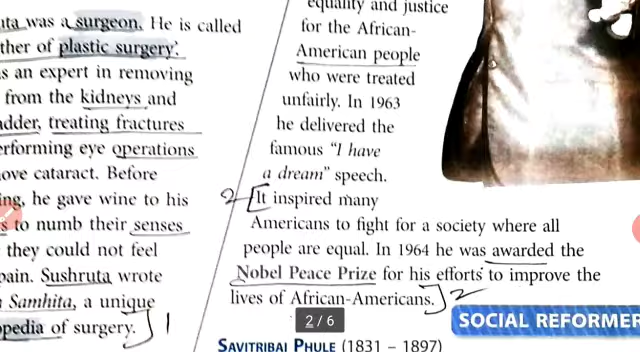 uta was a surgeon. He is called
ther of plastic surgery'.
s an expert in removing
from the kidneys and
adder, treating fractures
erforming eye operations
ove cataract. Before
ing, he gave wine to his
s to numb their senses
they could not feel
pain. Sushruta wrote
Samhita, a unique
opedia of surgery. ] 1
equality and justice
for the African-
American people
who were treated
unfairly. In 1963
he delivered the
famous "I have
a dream" speech.
2 [It inspired many
Americans to fight for a society where all
people are equal. In 1964 he was awarded the
Nobel Peace Prize for his efforts to improve the
lives of African-Americans.] 2
2 / 6
SOCIAL REFORMER
SAVITRIBAI PHULE (1831 – 1897)